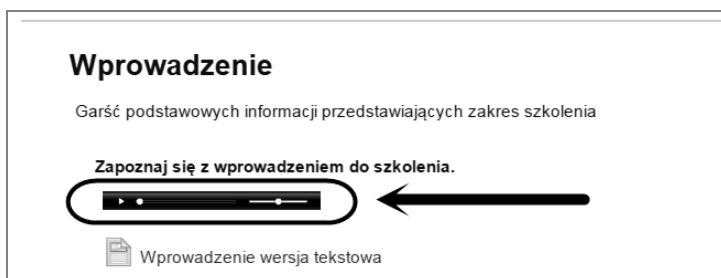 Wprowadzenie
Garść podstawowych informacji przedstawiających zakres szkolenia
Zapoznaj się z wprowadzeniem do szkolenia.
Wprowadzenie wersja tekstowa